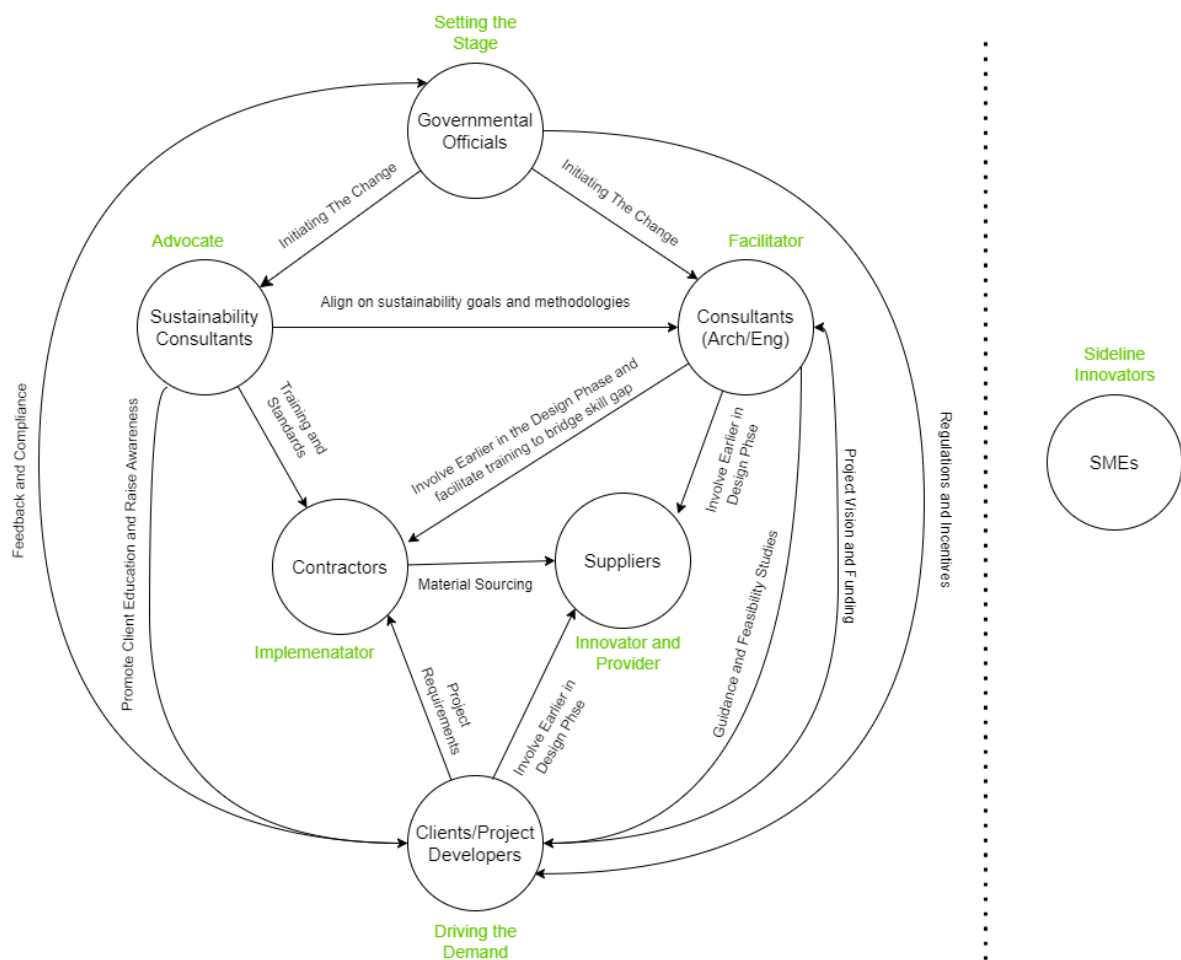 Setting the
Stage
Governmental
Officials
Initiating The Change
Initiating The Change
Advocate
Facilitator
Sustainability
Consultants
Align on sustainability goals and methodologies
Consultants
(Arch/Eng)
Sideline
Innovators
SMEs
Feedback and Compliance
Promote Client Education and Raise Awareness
Training and
Standards
Involve Earlier in the Design Phase and
facilitate training to bridge skill gap
Involve Earlier in
Design Phse
Guidance and Feasibility Studies
Project Vision and Funding
Regulations and Incentives
Contractors
Material Sourcing
Suppliers
Implemenatator
Innovator and
Provider
Project
Requirements
Involve Earlier in
Design Phse
Clients/Project
Developers
Driving the
Demand